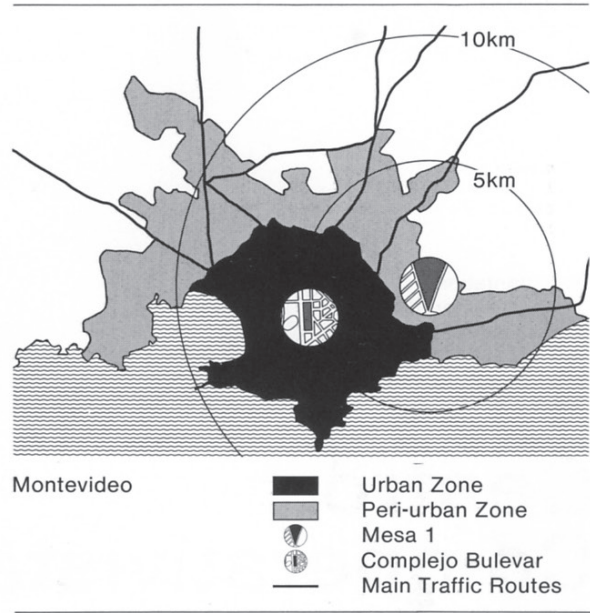 10km
5km
Montevideo
Urban Zone
Peri-urban Zone
Mesa 1
Complejo Bulevar
Main Traffic Routes